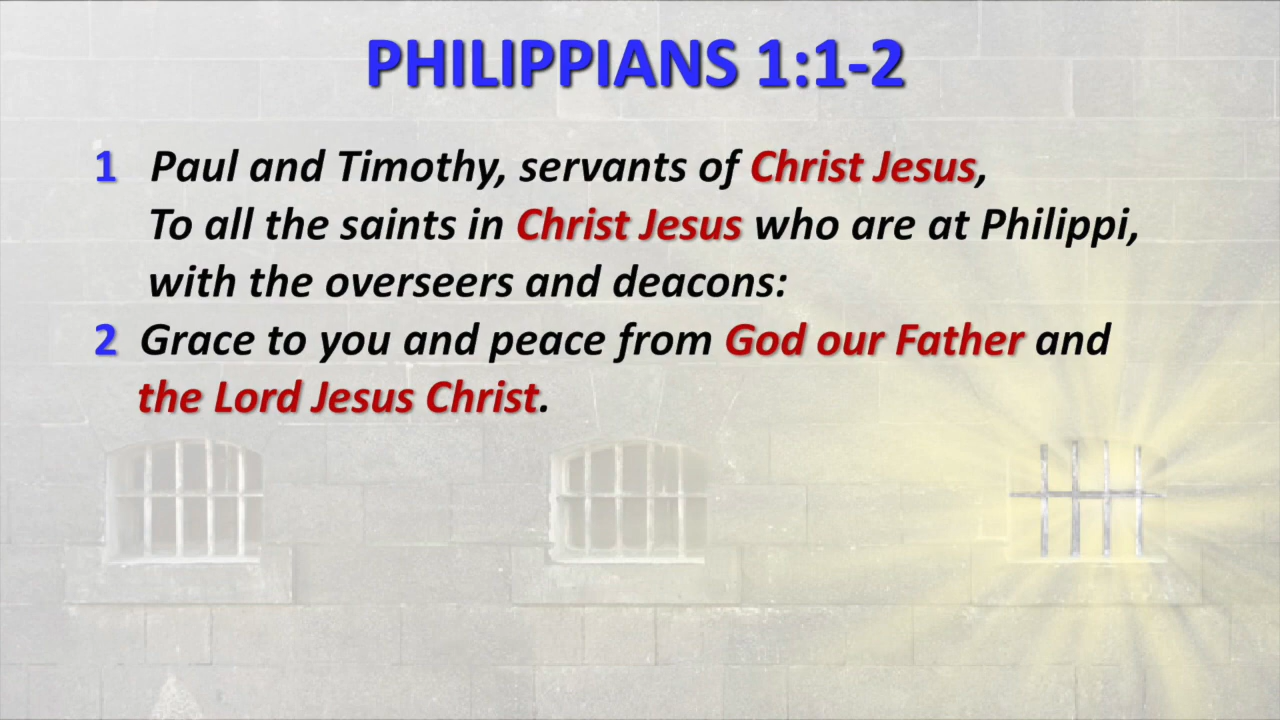 PHILIPPIANS 1:1-2
1 Paul and Timothy, servants of Christ Jesus,
To all the saints in Christ Jesus who are at Philippi,
with the overseers and deacons:
2 Grace to you and peace from God our Father and
the Lord Jesus Christ.